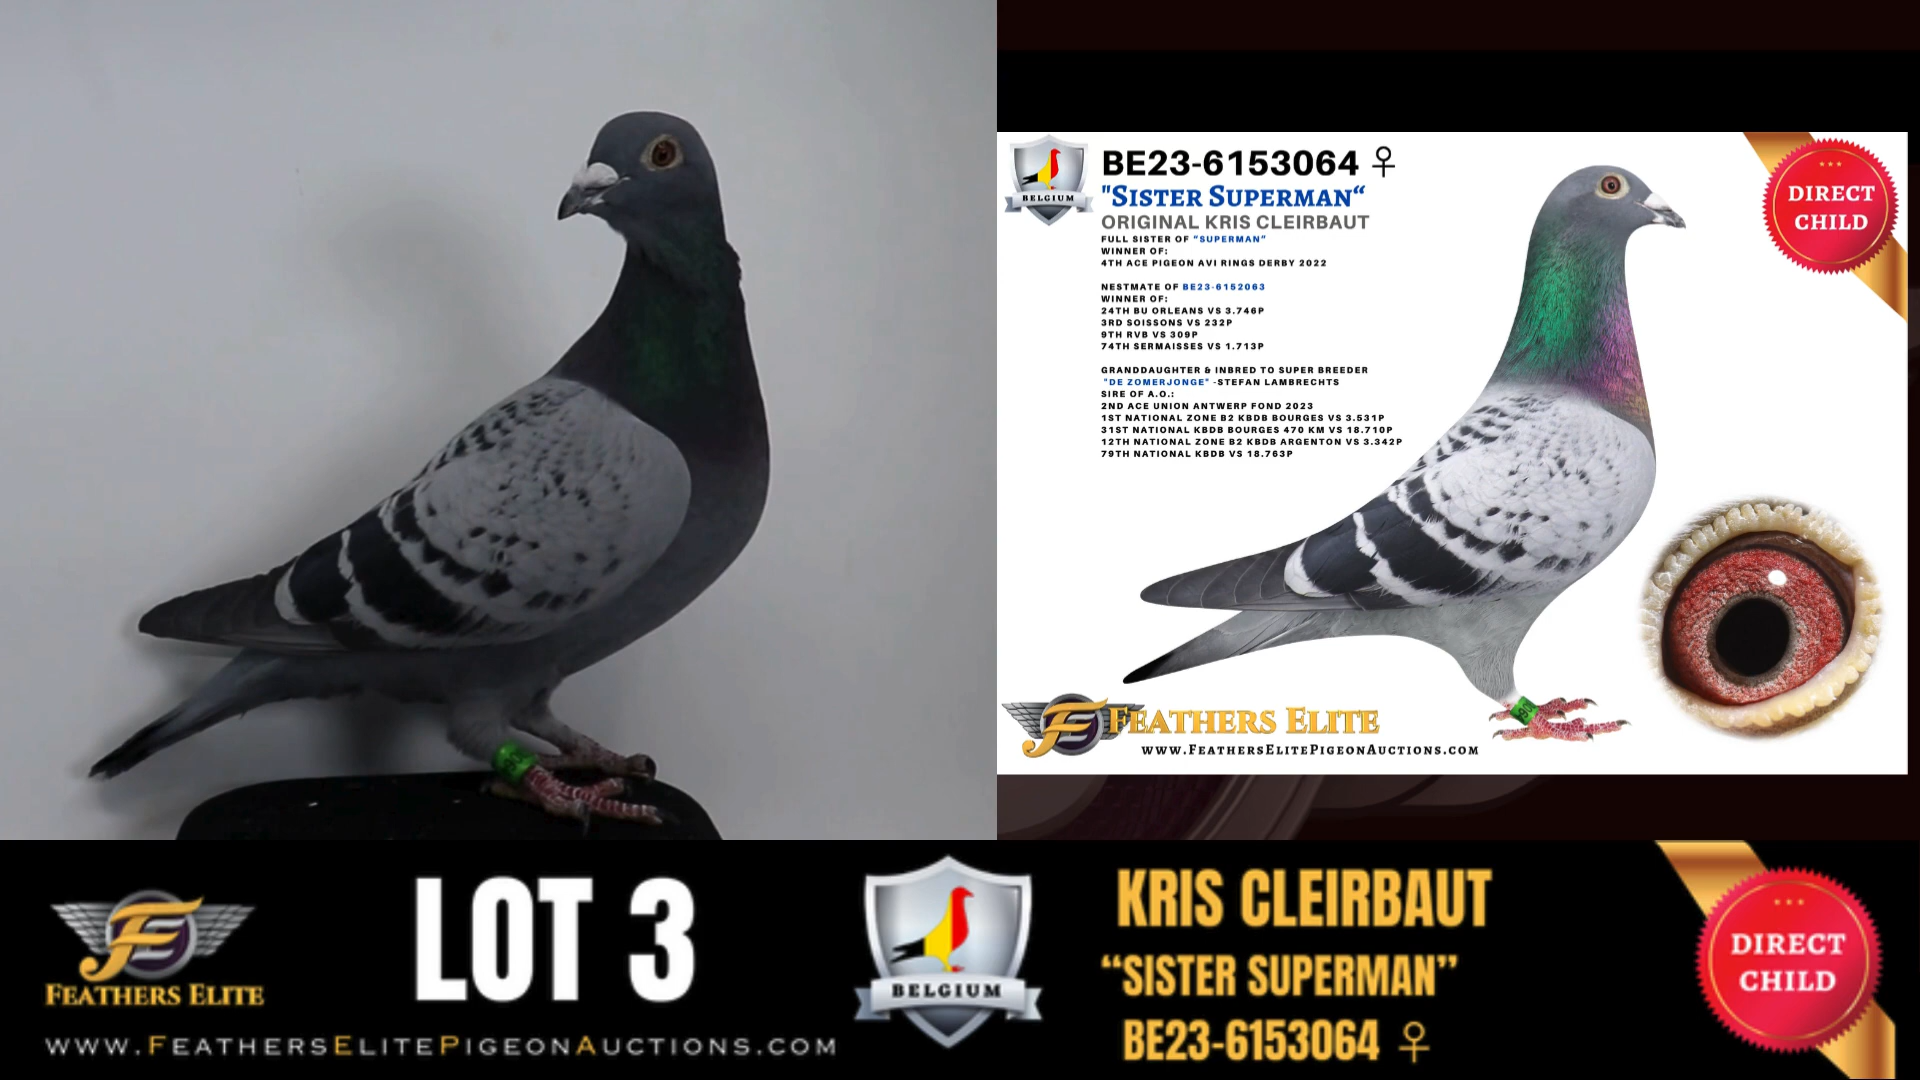 BELGIUM
BE23-6153064 ♀
"SISTER SUPERMAN“
ORIGINAL KRIS CLEIRBAUT
FULL SISTER OF "SUPERMAN"
WINNER OF:
4TH ACE PIGEON AVI RINGS DERBY 2022
NESTMATE OF BE23-6152063
WINNER OF:
24TH BU ORLEANS VS 3.746P
3RD SOISSONS VS 232P
9TH RVB VS 309P
74TH SERMAISSES VS 1.713P
GRANDDAUGHTER & INBRED TO SUPER BREEDER
"DE ZOMERJONGE" -STEFAN LAMBRECHTS
SIRE OF A.O.:
2ND ACE UNION ANTWERP FOND 2023
1ST NATIONAL ZONE B2 KBDB BOURGES VS 3.531P
31ST NATIONAL KBDB BOURGES 470 KM VS 18.710P
12TH NATIONAL ZONE B2 KBDB ARGENTON VS 3.342P
79TH NATIONAL KBDB VS 18.763P
DIRECT
CHILD
FEATHERS ELITE
WWW.FEATHERSELITEPIGEONAUCTIONS.COM
FEATHERS ELITE
WWW.FEATHERSELITEPIGEONAUCTIONS.COM
LOT 3
BELGIUM
KRIS CLEIRBAUT
“SISTER SUPERMAN”
BE23-6153064 ♀
DIRECT
CHILD